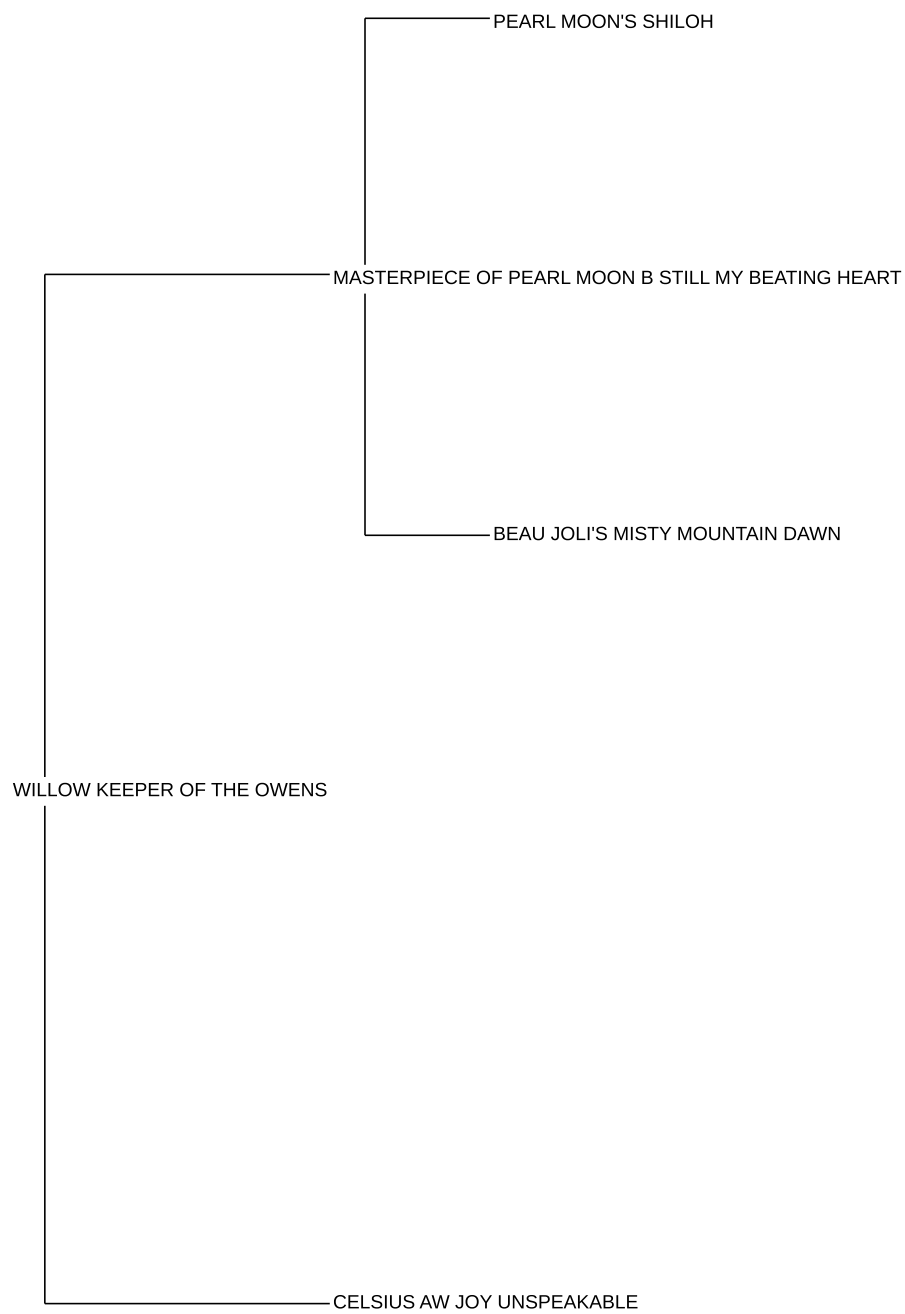 PEARL MOON'S SHILOH
MASTERPIECE OF PEARL MOON B STILL MY BEATING HEART
BEAU JOLI'S MISTY MOUNTAIN DAWN
WILLOW KEEPER OF THE OWENS
CELSIUS AW JOY UNSPEAKABLE